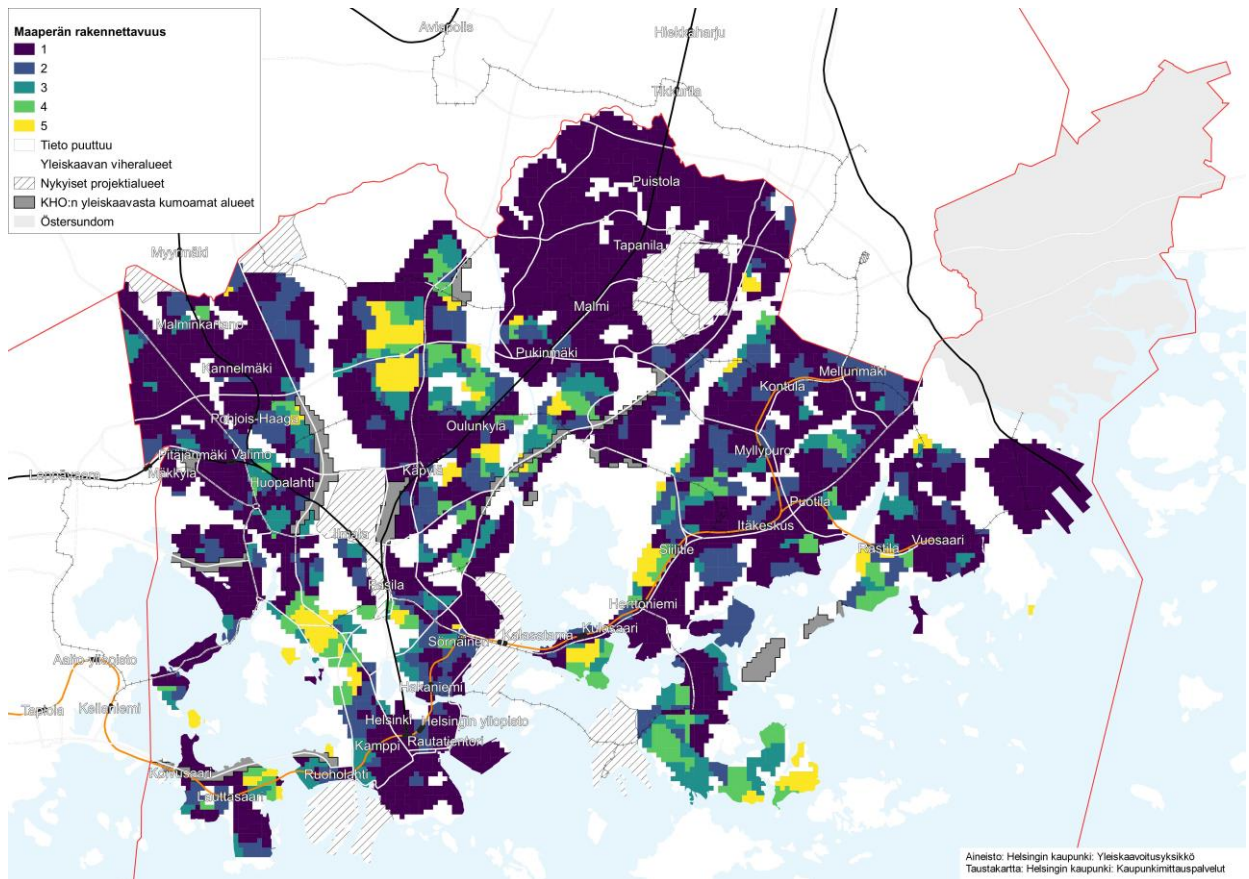 Maaperän rakennettavuus
1
2
3
4
5
Tieto puuttuu
Yleiskaavan viheralueet
Nykyiset projektialueet
KHO:n yleiskaavasta kumoamat alueet
Östersundom
Aviapolis
Hiekkaharju
Tikkurila
Puistola
Myyrmäki
Tapanila
Malmi
Malminkartano
Pukinmäki
Kannelmäki
Mellunmäki
Kontula
Pohjois-Haaga
Oulunkylä
Myllypuro
Pitäjänmäki
Valimo
Leppävaara
Mäkkylä
Käpylä
Huopalahti
Puotila
Itäkeskus
Ilmala
Siilitie
Rastila
Vuosaari
Pasila
Herttoniemi
Kulosaari
Sörnäinen
Kalasatama
Aalto-yliopisto
Hakaniemi
Tapiola
Keilaniemi
Helsinki
Helsingin yliopisto
Kamppi
Rautatientori
Koivusaari
Ruoholahti
Lauttasaari
Aineisto: Helsingin kaupunki: Yleiskaavoitusyksikkö
Taustakartta: Helsingin kaupunki: Kaupunkimittauspalvelut